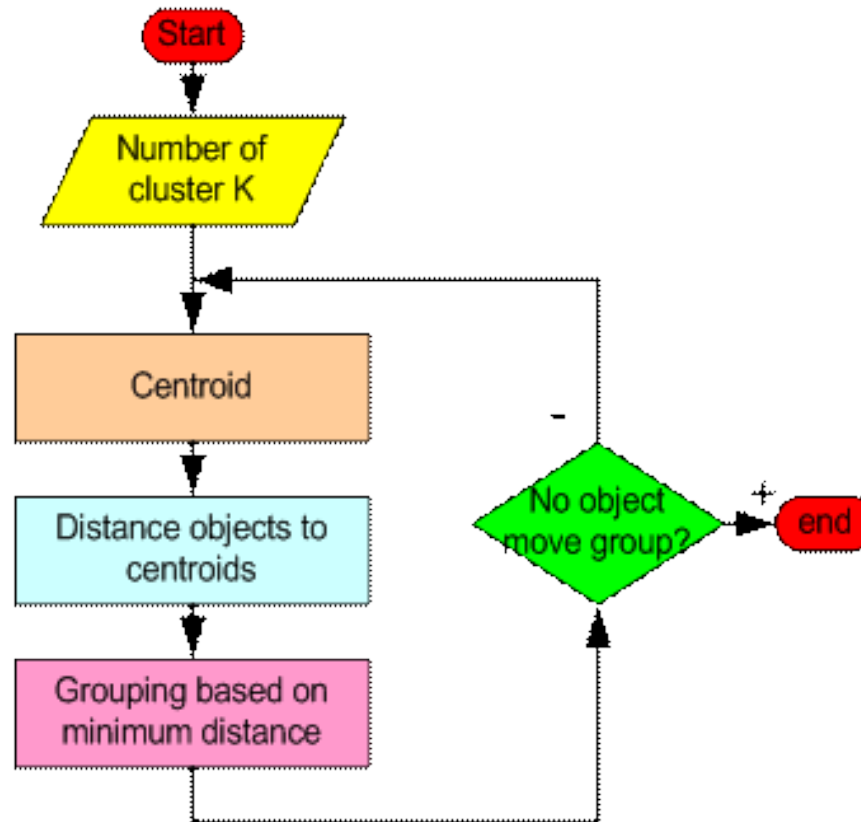 Start
Number of
cluster K
Centroid
Distance objects to
centroids
Grouping based on
minimum distance
-
No object
move group?
+
end